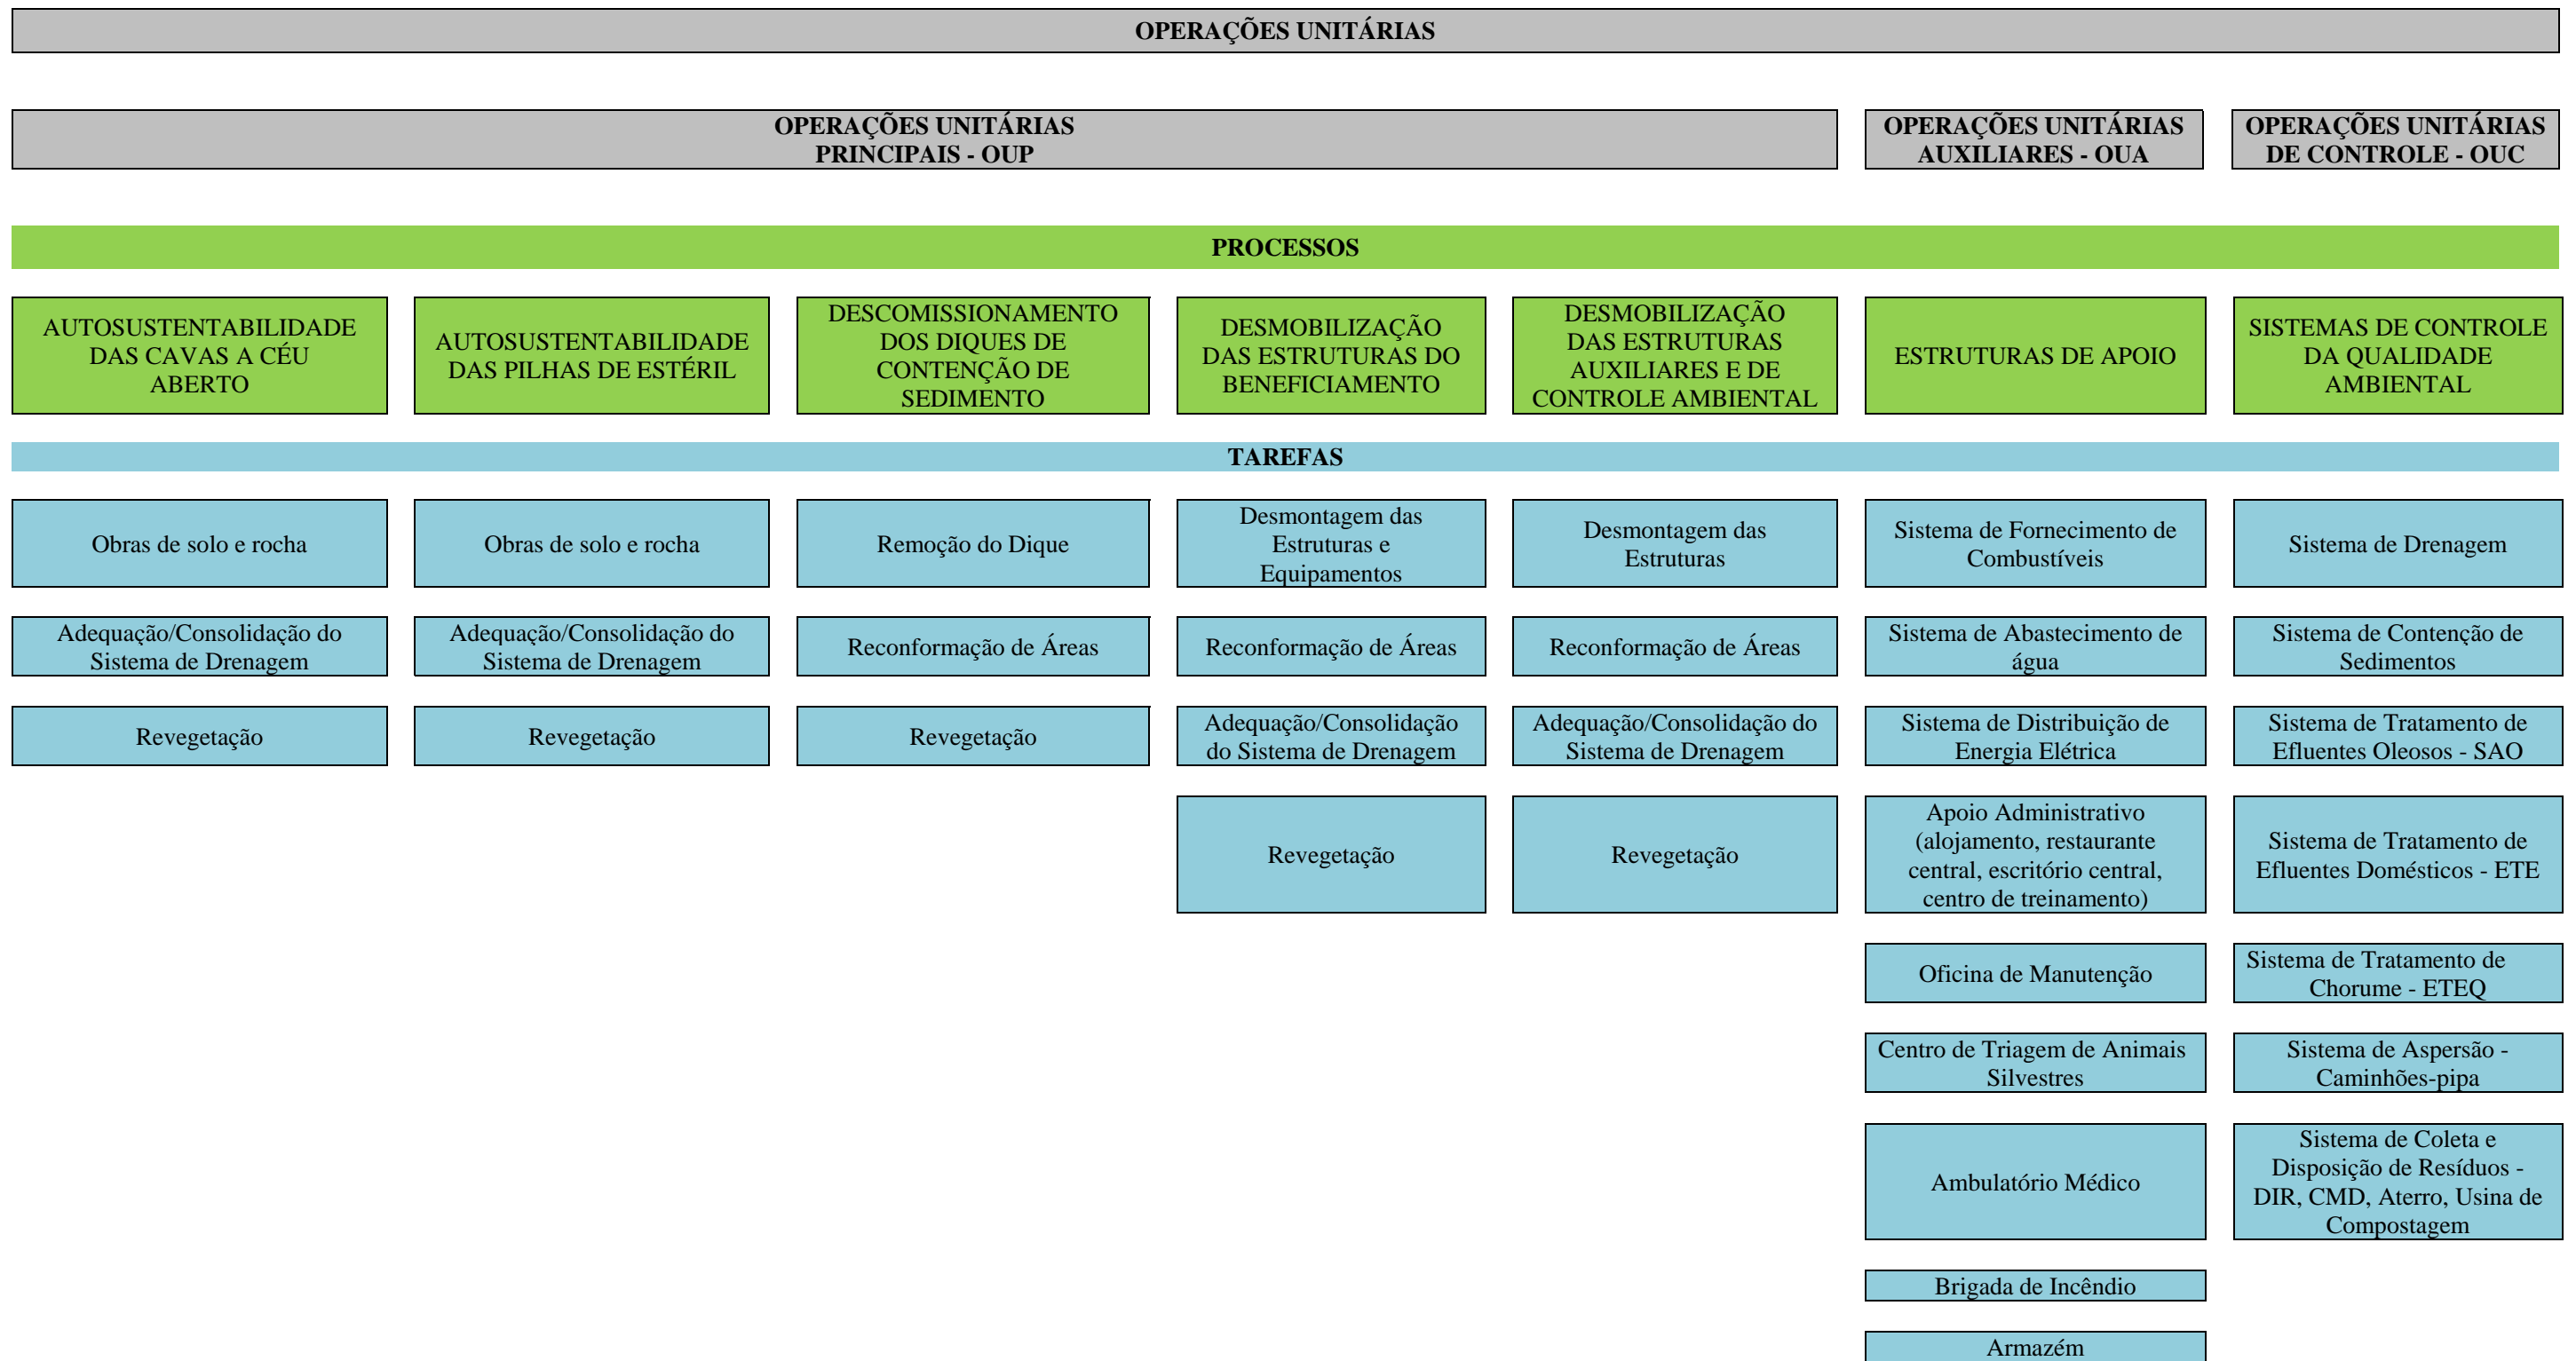 OPERAÇÕES UNITÁRIAS
OPERAÇÕES UNITÁRIAS
PRINCIPAIS - OUP
OPERAÇÕES UNITÁRIAS
AUXILIARES - OUA
OPERAÇÕES UNITÁRIAS
DE CONTROLE - OUC
PROCESSOS
AUTOSUSTENTABILIDADE
DAS CAVAS A CÉU
ABERTO
AUTOSUSTENTABILIDADE
DAS PILHAS DE ESTÉRIL
DESCOMISSIONAMENTO
DOS DIQUES DE
CONTENÇÃO DE
SEDIMENTO
DESMOBILIZAÇÃO
DAS ESTRUTURAS DO
BENEFICIAMENTO
DESMOBILIZAÇÃO
DAS ESTRUTURAS
AUXILIARES E DE
CONTROLE AMBIENTAL
ESTRUTURAS DE APOIO
SISTEMAS DE CONTROLE
DA QUALIDADE
AMBIENTAL
TAREFAS
Obras de solo e rocha
Obras de solo e rocha
Remoção do Dique
Desmontagem das
Estruturas e
Equipamentos
Desmontagem das
Estruturas
Sistema de Fornecimento de
Combustíveis
Sistema de Drenagem
Adequação/Consolidação do
Sistema de Drenagem
Adequação/Consolidação do
Sistema de Drenagem
Reconformação de Áreas
Reconformação de Áreas
Reconformação de Áreas
Sistema de Abastecimento de
água
Sistema de Contenção de
Sedimentos
Revegetação
Revegetação
Revegetação
Adequação/Consolidação
do Sistema de Drenagem
Adequação/Consolidação do
Sistema de Drenagem
Sistema de Distribuição de
Energia Elétrica
Sistema de Tratamento de
Efluentes Oleosos - SAO
Revegetação
Revegetação
Apoio Administrativo
(alojamento, restaurante
central, escritório central,
centro de treinamento)
Sistema de Tratamento de
Efluentes Domésticos - ETE
Oficina de Manutenção
Sistema de Tratamento de
Chorume - ETEQ
Centro de Triagem de Animais
Silvestres
Sistema de Aspersão -
Caminhões-pipa
Ambulatório Médico
Sistema de Coleta e
Disposição de Resíduos -
DIR, CMD, Aterro, Usina de
Compostagem
Brigada de Incêndio
Armazém